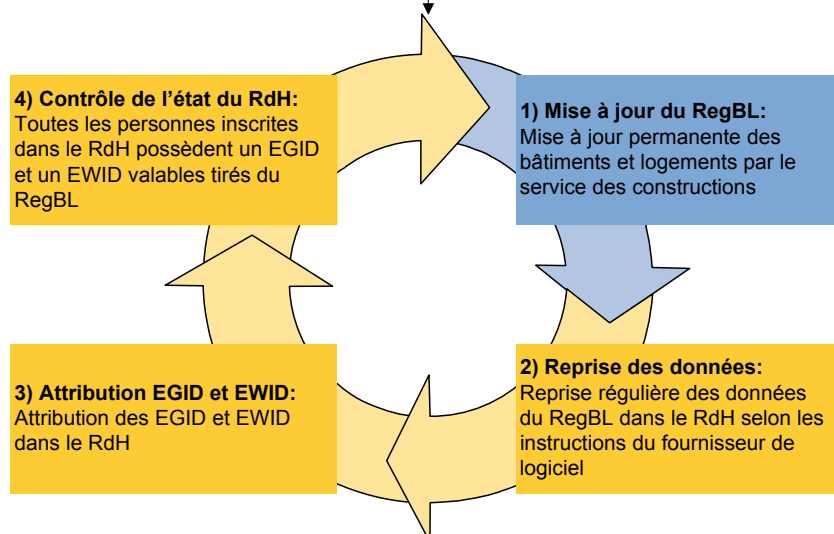 4) Contrôle de l’état du RdH:
Toutes les personnes inscrites
dans le RdH possèdent un EGID
et un EWID valables tirés du
RegBL
1) Mise à jour du RegBL:
Mise à jour permanente des
bâtiments et logements par le
service des constructions
3) Attribution EGID et EWID:
Attribution des EGID et EWID
dans le RdH
2) Reprise des données:
Reprise régulière des données
du RegBL dans le RdH selon les
instructions du fournisseur de
logiciel